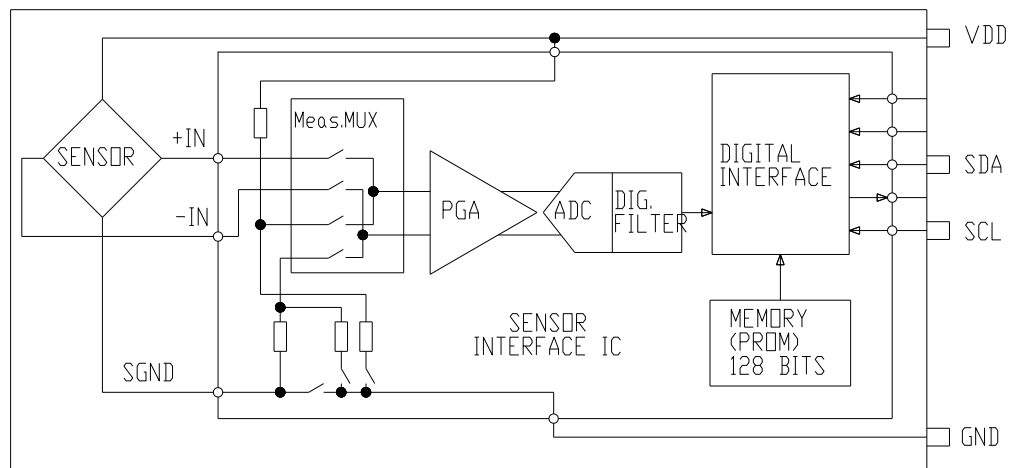 VDD
Meas.MUX
+IN
SENSOR
DIGITAL
INTERFACE
SDA
-IN
PGA
ADC
DIG.
FILTER
SCL
SENSOR
INTERFACE IC
MEMORY
(PROM)
128 BITS
SGND
GND